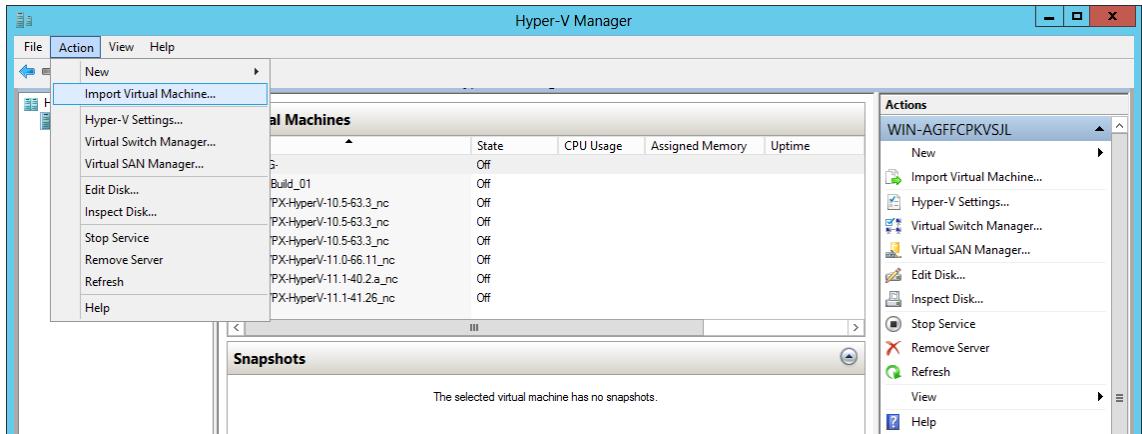 Hyper-V Manager
File Action View Help
New
Import Virtual Machine...
Hyper-V Settings...
Virtual Switch Manager...
Virtual SAN Manager...
Edit Disk...
Inspect Disk...
Stop Service
Remove Server
Refresh
Help
H
al Machines
State CPU Usage Assigned Memory Uptime
G- Off
Build_01 Off
PX-HyperV-10.5-63.3_nc Off
PX-HyperV-10.5-63.3_nc Off
PX-HyperV-10.5-63.3_nc Off
PX-HyperV-11.0-66.11_nc Off
PX-HyperV-11.1-40.2.a_nc Off
PX-HyperV-11.1-41.26_nc Off
Snapshots
The selected virtual machine has no snapshots.
Actions
WIN-AGFFCPKVSJL
New
Import Virtual Machine...
Hyper-V Settings...
Virtual Switch Manager...
Virtual SAN Manager...
Edit Disk...
Inspect Disk...
Stop Service
Remove Server
Refresh
View
Help